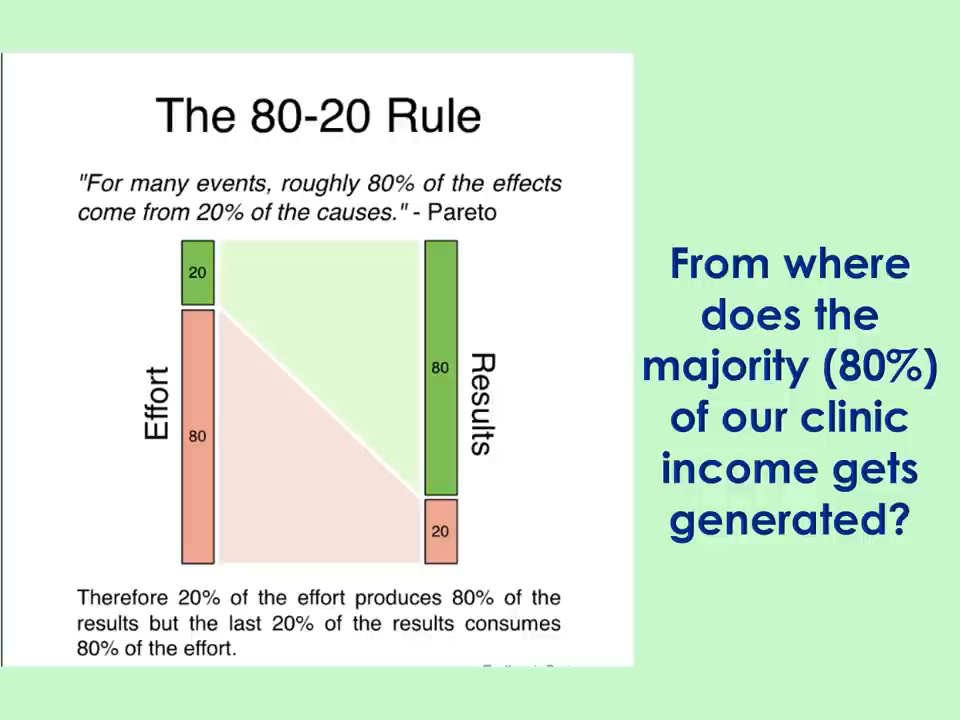 The 80-20 Rule
"For many events, roughly 80% of the effects
come from 20% of the causes." - Pareto
20
80
Effort
80
20
Results
Therefore 20% of the effort produces 80% of the
results but the last 20% of the results consumes
80% of the effort.
From where
does the
majority (80%)
of our clinic
income gets
generated?